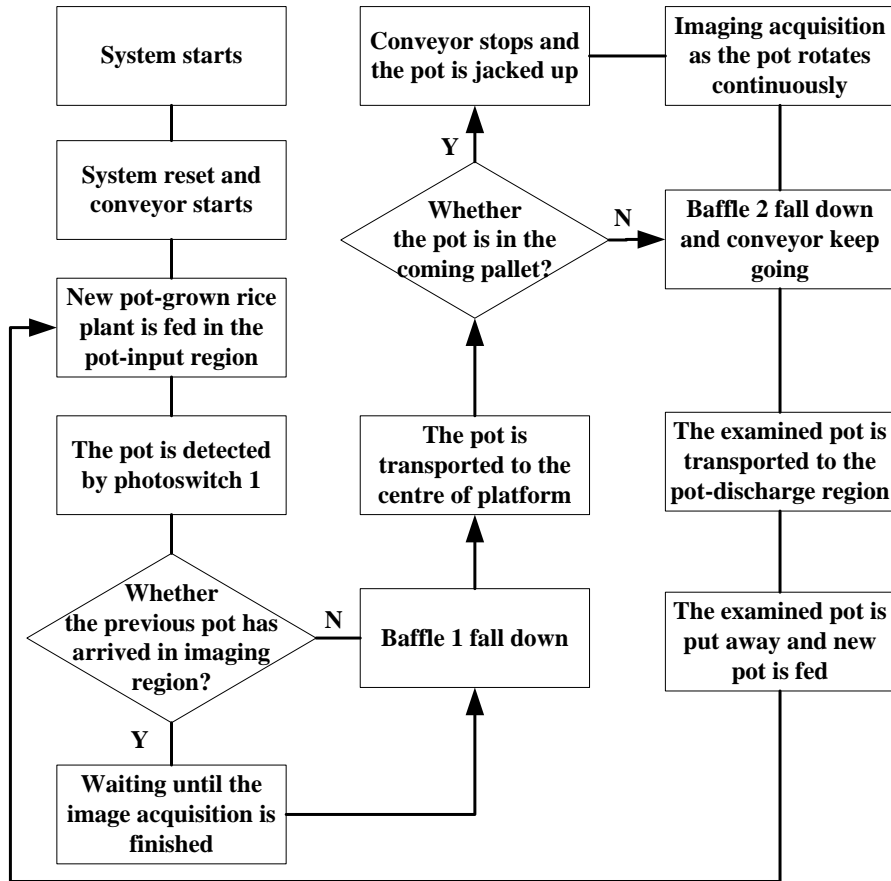 System starts
System reset and
conveyor starts
New pot-grown rice
plant is fed in the
pot-input region
The pot is detected
by photoswitch 1
Whether
the previous pot has
arrived in imaging
region?
N
Y
Waiting until the
image acquisition is
finished
Baffle 1 fall down
The pot is
transported to the
centre of platform
Whether
the pot is in the
coming pallet?
Y
N
Conveyor stops and
the pot is jacked up
Imaging acquisition
as the pot rotates
continuously
Baffle 2 fall down
and conveyor keep
going
The examined pot is
transported to the
pot-discharge region
The examined pot is
put away and new
pot is fed